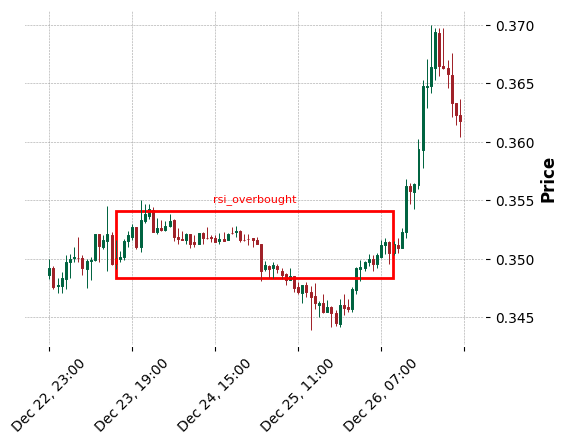 0.370
0.365
0.360
0.355
0.350
0.345
Price
rsi_overbought
Dec 22, 23:00
Dec 23, 19:00
Dec 24, 15:00
Dec 25, 11:00
Dec 26, 07:00